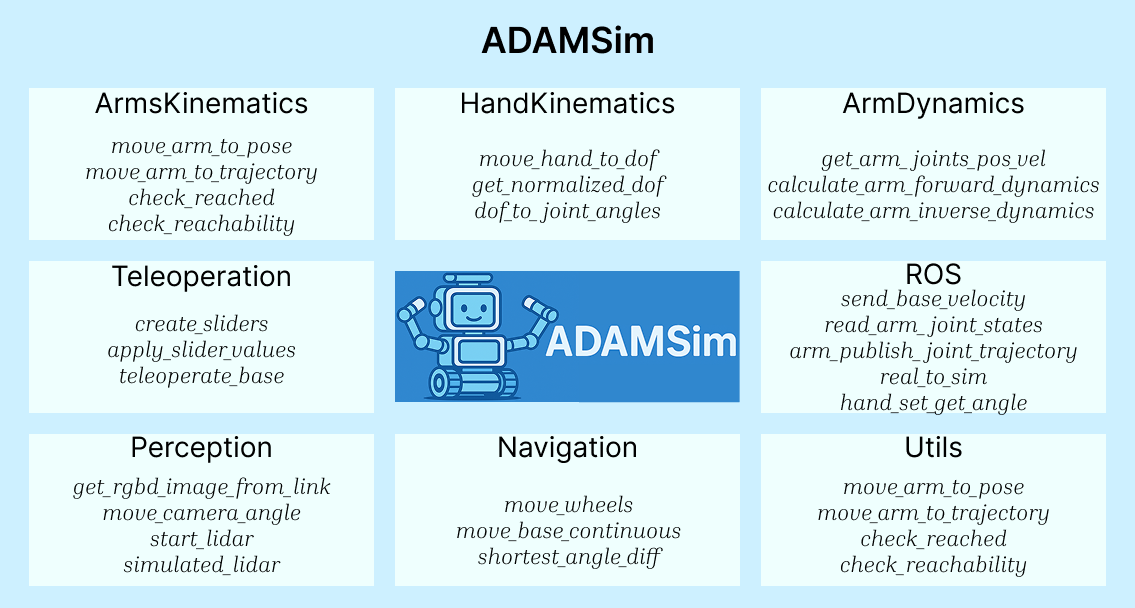 ADAMSim
ArmsKinematics
move_arm_to_pose
move_arm_to_trajectory
check_reached
check_reachability
HandKinematics
move_hand_to_dof
get_normalized_dof
dof_to_joint_angles
ArmDynamics
get_arm_joints_pos_vel
calculate_arm_forward_dynamics
calculate_arm_inverse_dynamics
Teleoperation
create_sliders
apply_slider_values
teleoperate_base
ADAMSim
ROS
send_base_velocity
read_arm_joint_states
arm_publish_joint_trajectory
real_to_sim
hand_set_get_angle
Perception
get_rgbd_image_from_link
move_camera_angle
start_lidar
simulated_lidar
Navigation
move_wheels
move_base_continuous
shortest_angle_diff
Utils
move_arm_to_pose
move_arm_to_trajectory
check_reached
check_reachability